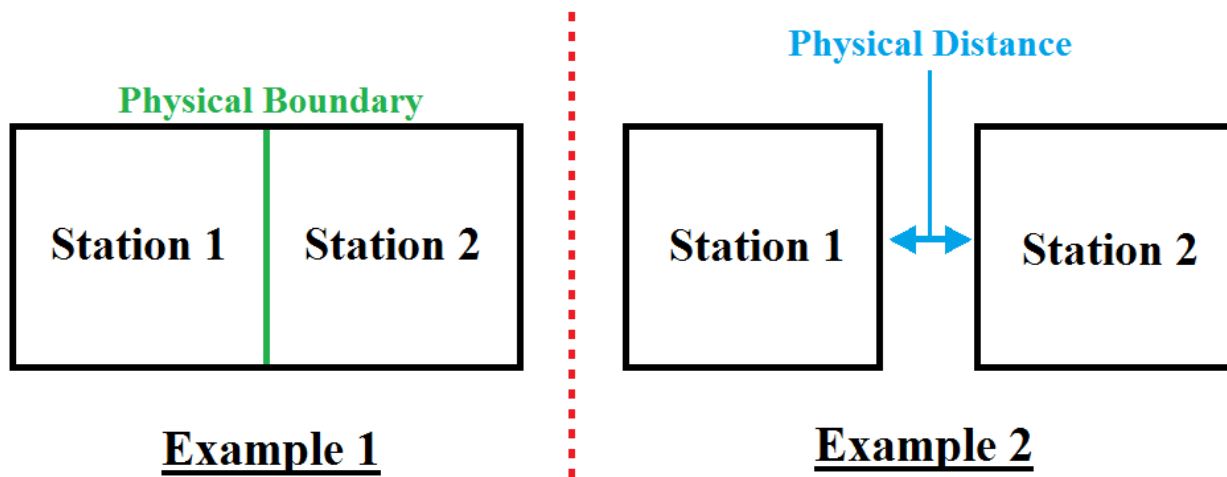 Physical Boundary
Station 1
Station 2
Example 1
Physical Distance
Station 1
Station 2
Example 2